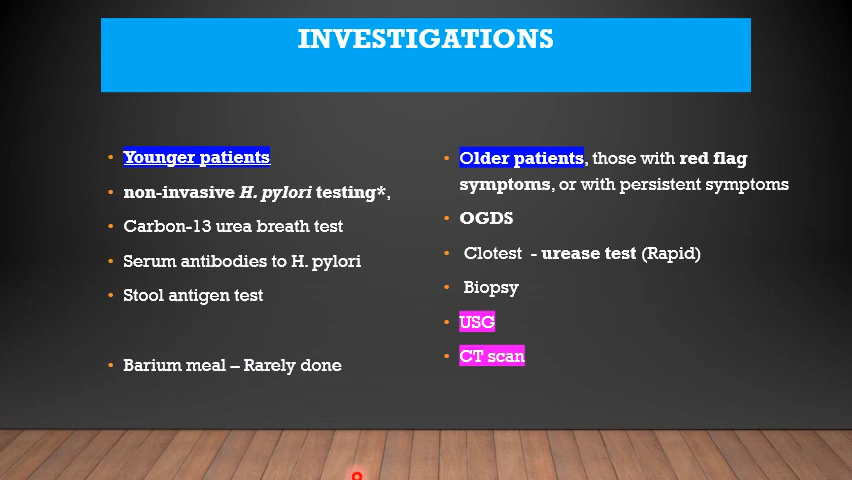 INVESTIGATIONS
• Younger patients
• non-invasive H. pylori testing*,
• Carbon-13 urea breath test
• Serum antibodies to H. pylori
• Stool antigen test
• Barium meal – Rarely done
• Older patients, those with red flag
symptoms, or with persistent symptoms
• OGDS
• Clotest - urease test (Rapid)
• Biopsy
• USG
• CT scan